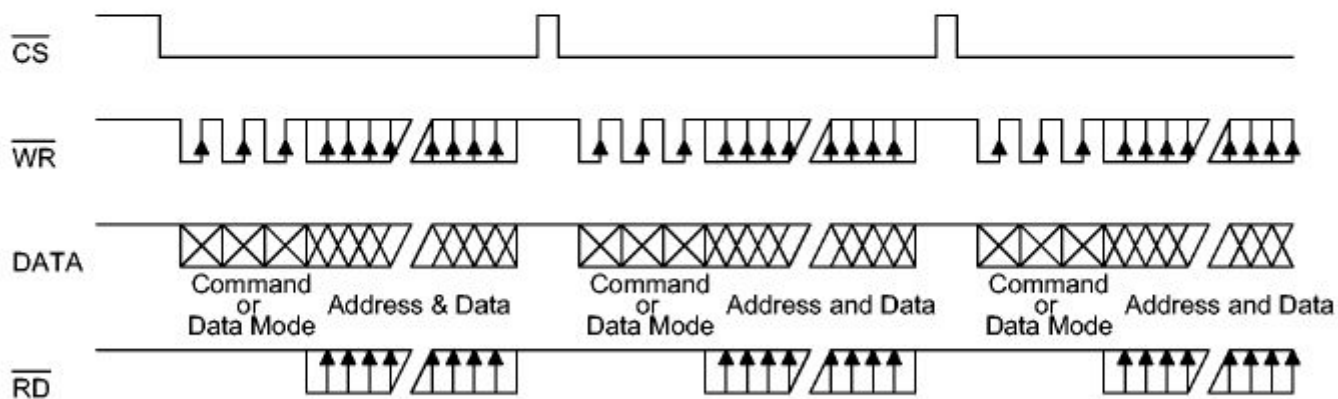 CS
WR
DATA
Command
or
Data Mode
Address & Data
Command
or
Data Mode
Address and Data
Command
or
Data Mode
Address and Data
RD